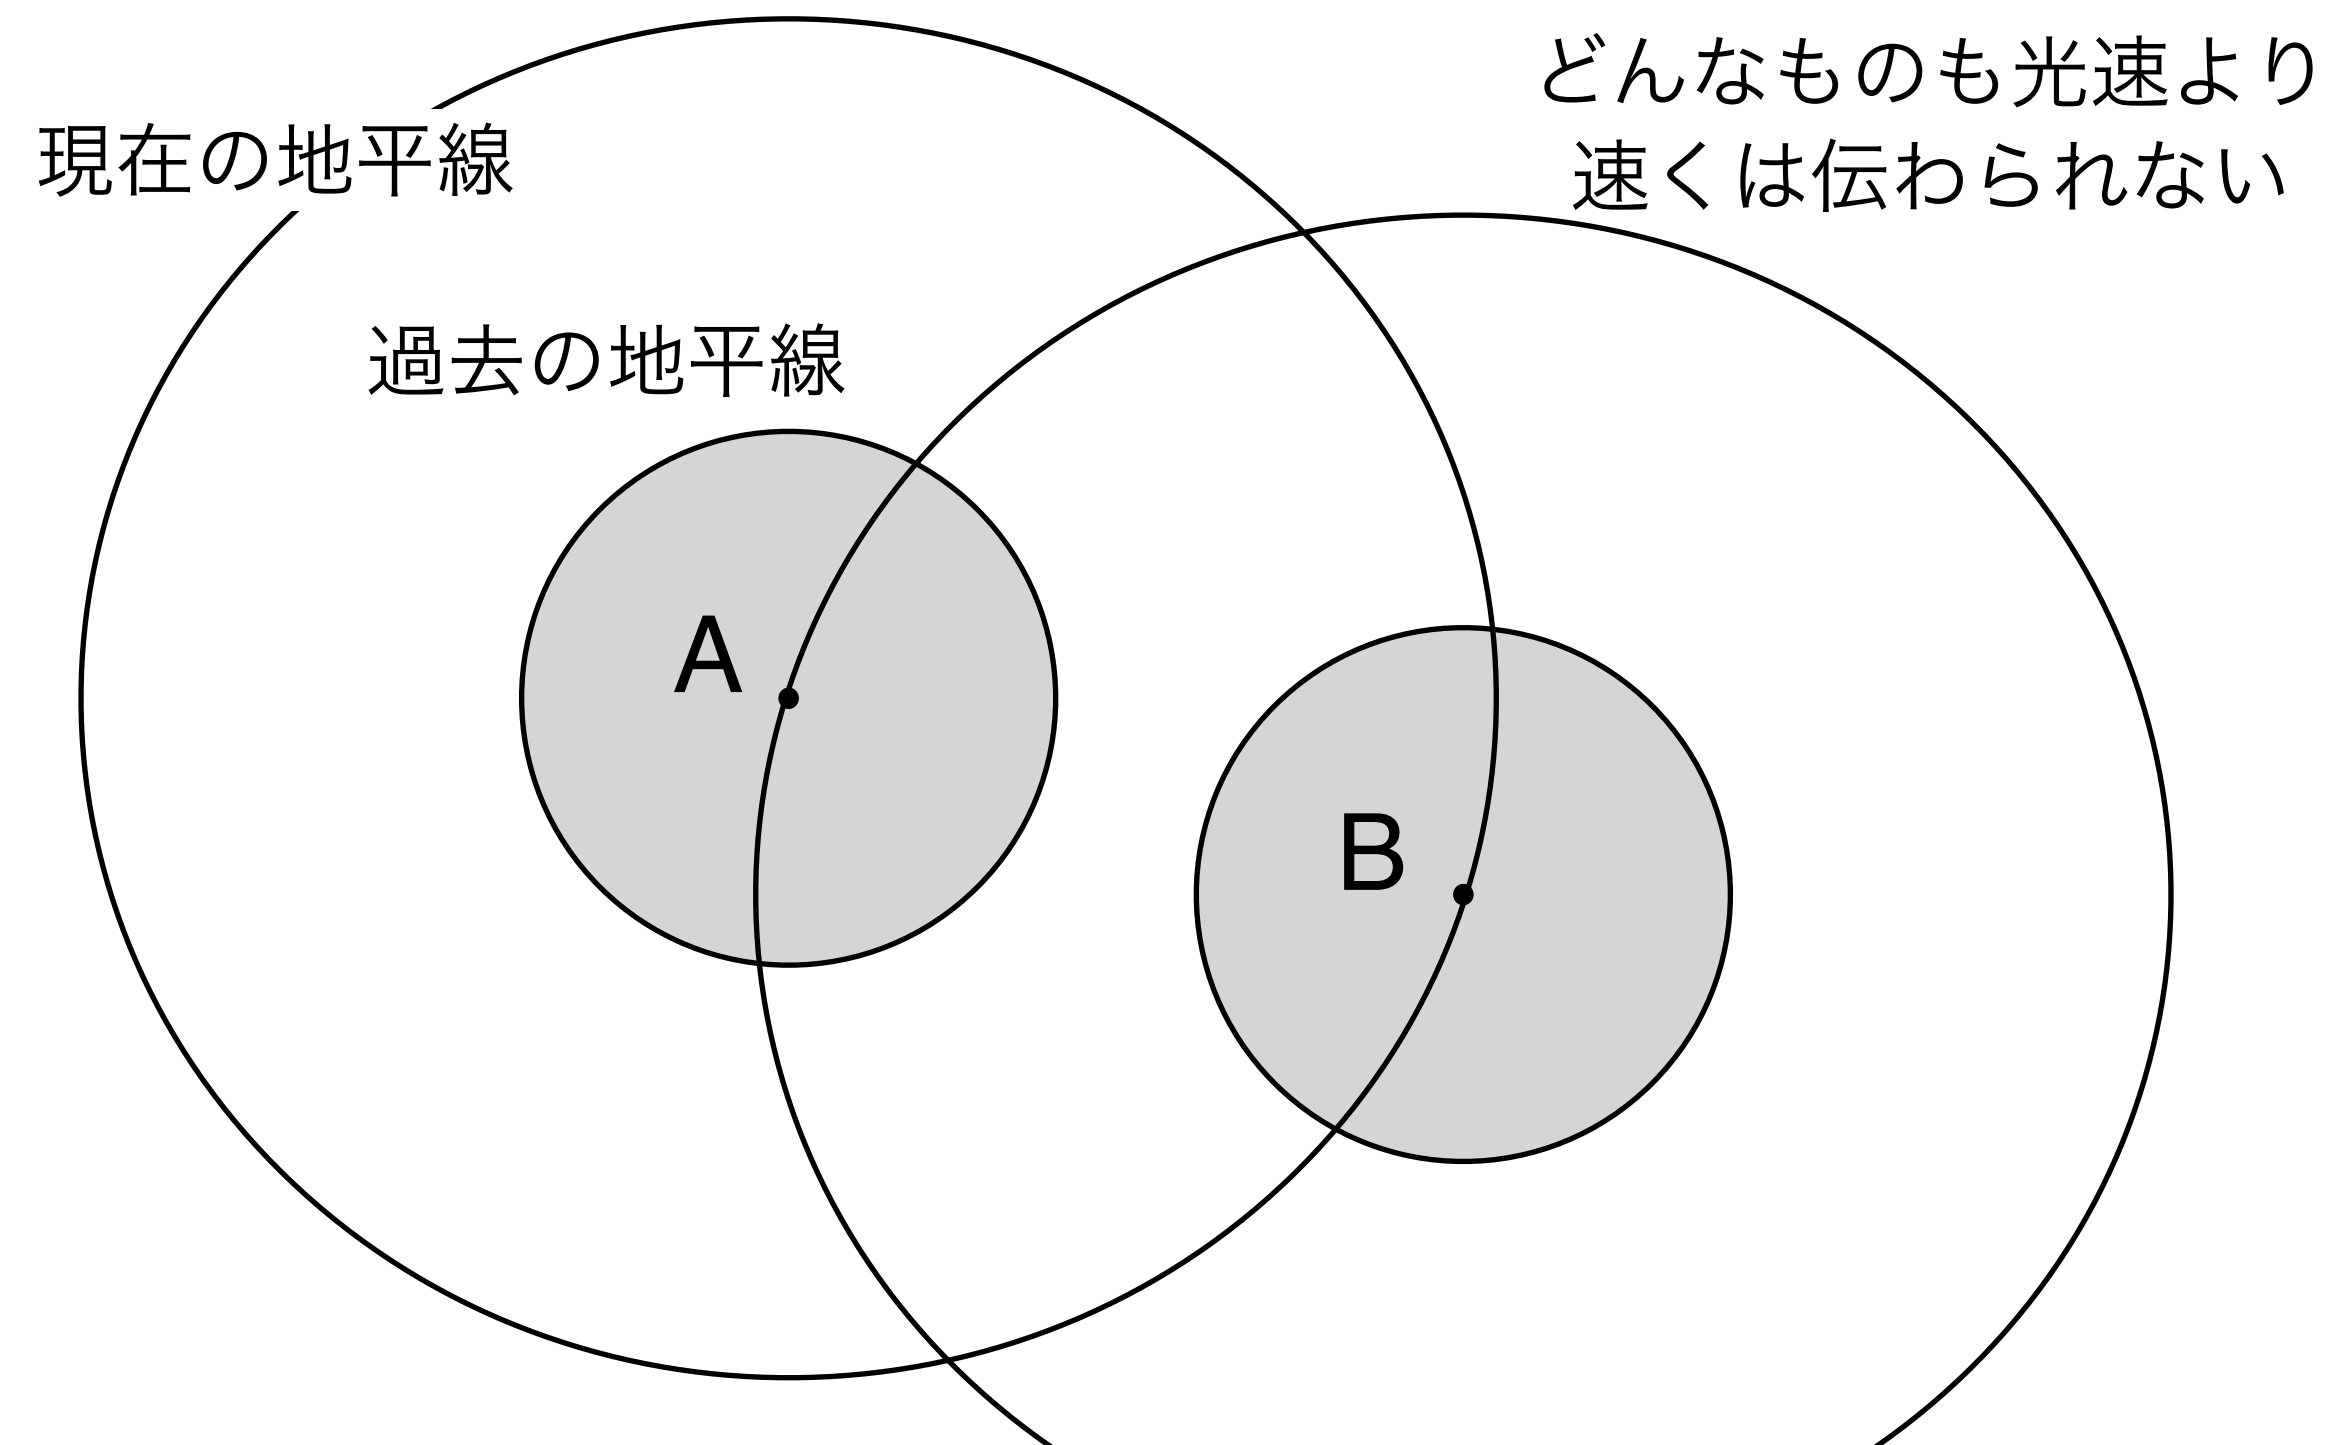 どんなものも光速より
速くは伝わられない
現在の地平線
過去の地平線
A
B